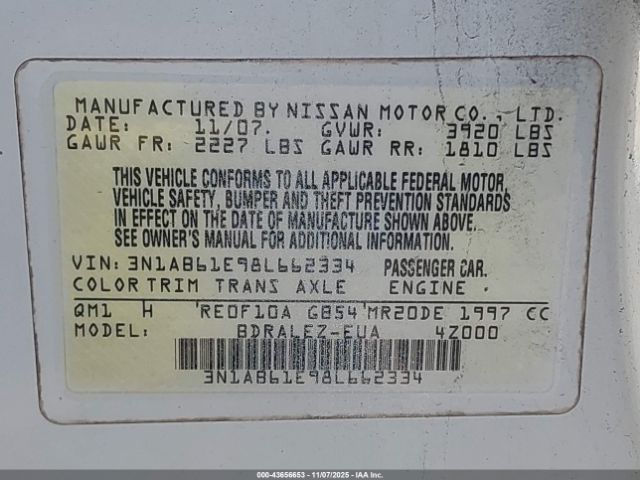 MANUFACTURED BY NISSAN MOTOR CO., LTD.
DATE: 11/07. GVWR: 3920 LBS
GAWR FR: 2227 LBS GAWR RR: 1810 LBS
THIS VEHICLE CONFORMS TO ALL APPLICABLE FEDERAL MOTOR
VEHICLE SAFETY, BUMPER AND THEFT PREVENTION STANDARDS
IN EFFECT ON THE DATE OF MANUFACTURE SHOWN ABOVE.
SEE OWNER'S MANUAL FOR ADDITIONAL INFORMATION.
VIN: 3N1AB61E98L662334 PASSENGER CAR.
COLOR TRIM TRANS AXLE ENGINE
QM1 H 'RE0F10A GB54'MR20DE 1997 CC
MODEL: BDRALEZ-EUA 4Z000
3N1AB61E98L662334
000-43656653 - 11/07/2025 - IAA Inc.